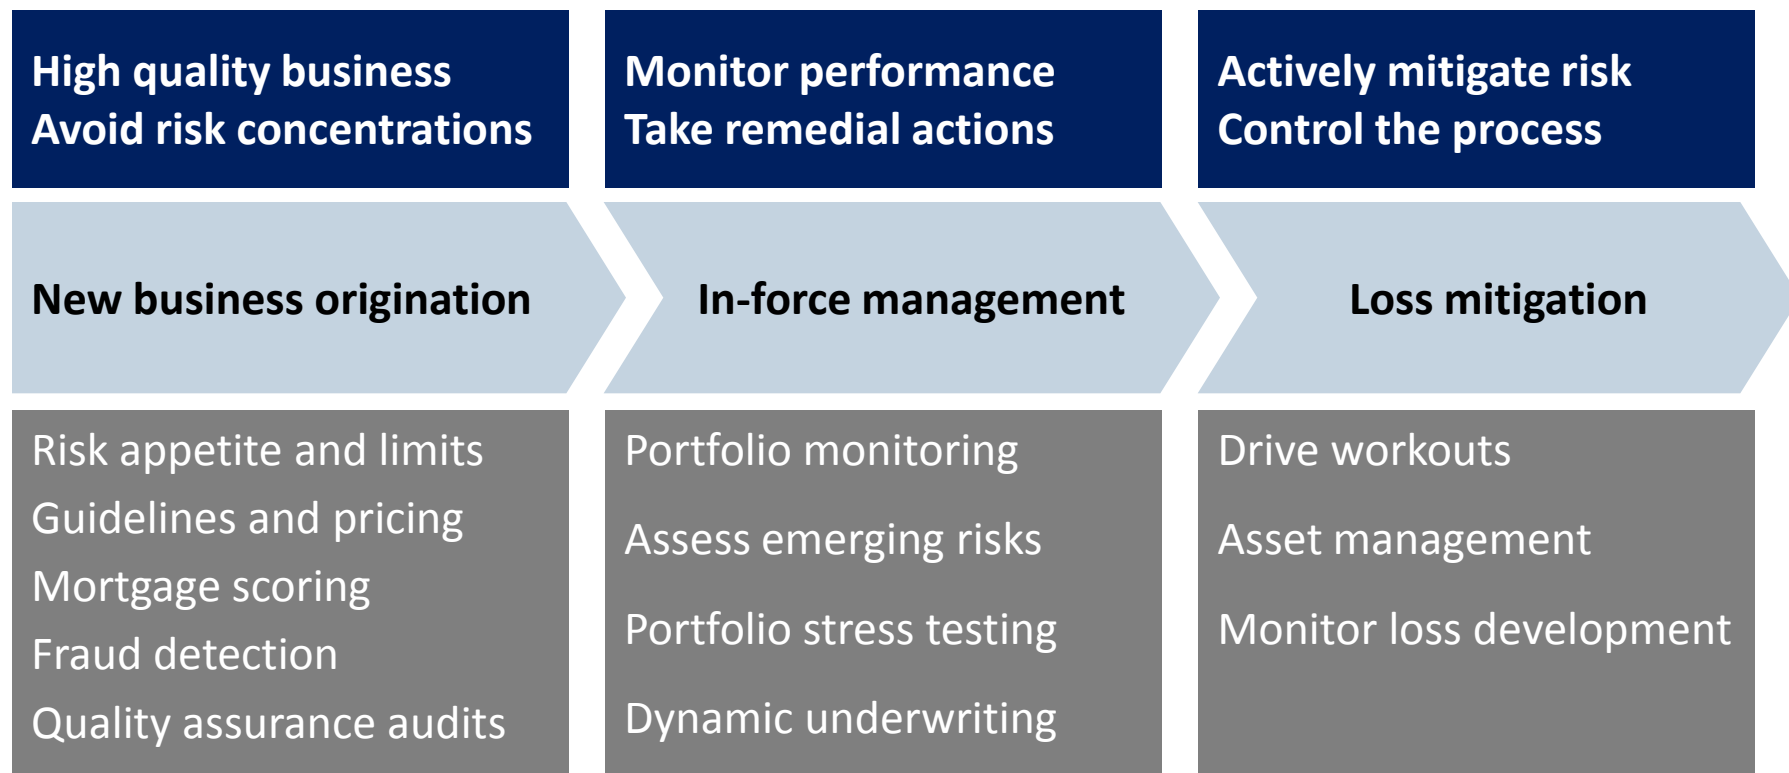 High quality business
Avoid risk concentrations
Monitor performance
Take remedial actions
Actively mitigate risk
Control the process
New business origination
In-force management
Loss mitigation
Risk appetite and limits
Guidelines and pricing
Mortgage scoring
Fraud detection
Quality assurance audits
Portfolio monitoring
Assess emerging risks
Portfolio stress testing
Dynamic underwriting
Drive workouts
Asset management
Monitor loss development